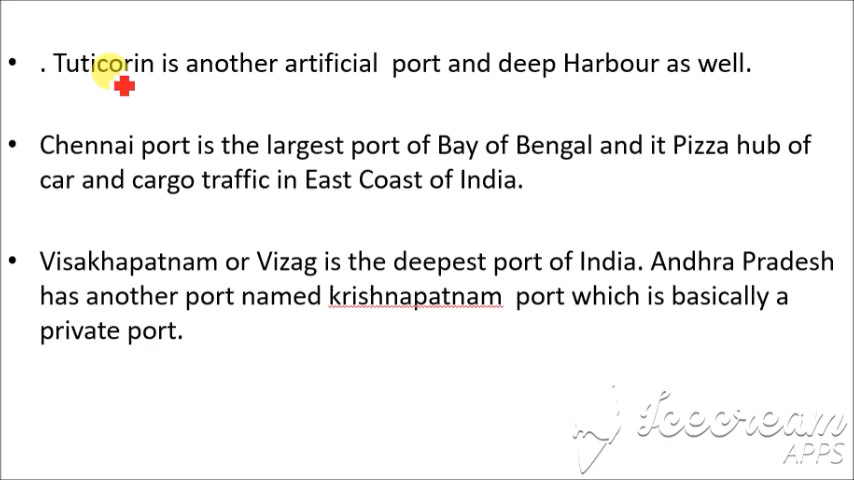 • . Tuticorin is another artificial port and deep Harbour as well.
• Chennai port is the largest port of Bay of Bengal and it Pizza hub of
car and cargo traffic in East Coast of India.
• Visakhapatnam or Vizag is the deepest port of India. Andhra Pradesh
has another port named krishnapatnam port which is basically a
private port.
Icecream
APPS